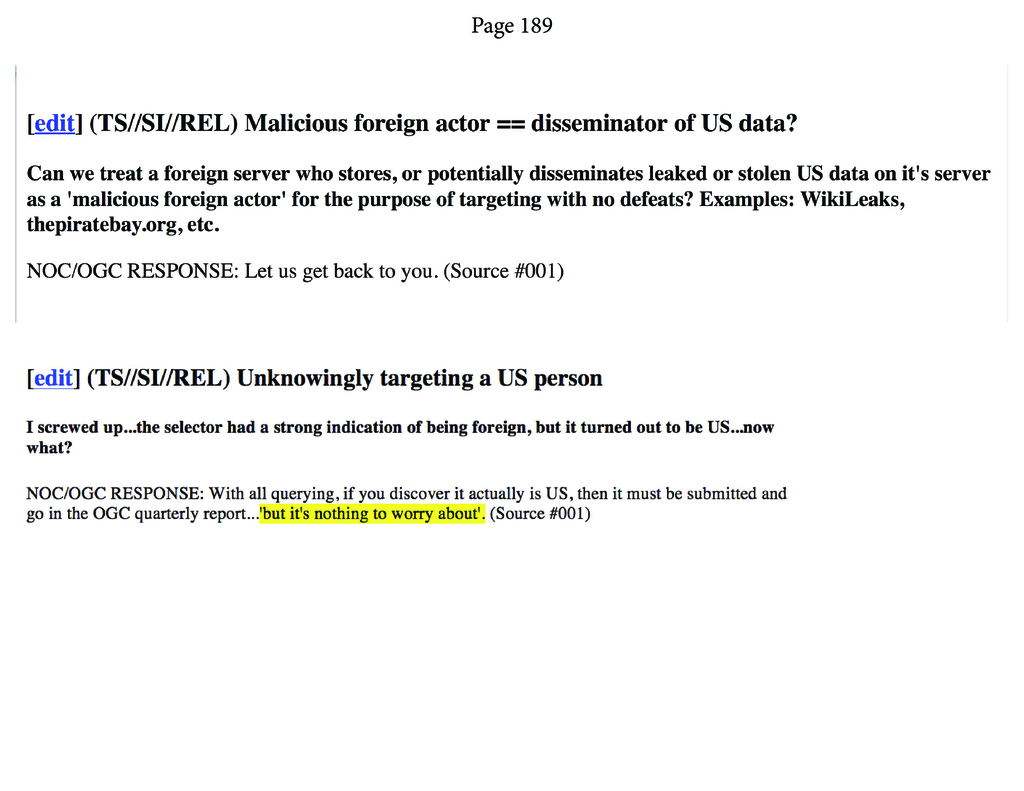 Page 189
[edit] (TS//SI//REL) Malicious foreign actor == disseminator of US data?
Can we treat a foreign server who stores, or potentially disseminates leaked or stolen US data on it's server
as a 'malicious foreign actor' for the purpose of targeting with no defeats? Examples: WikiLeaks,
thepiratebay.org, etc.
NOC/OGC RESPONSE: Let us get back to you. (Source #001)
[edit] (TS//SI//REL) Unknowingly targeting a US person
I screwed up...the selector had a strong indication of being foreign, but it turned out to be US...now
what?
NOC/OGC RESPONSE: With all querying, if you discover it actually is US, then it must be submitted and
go in the OGC quarterly report...'but it's nothing to worry about'. (Source #001)